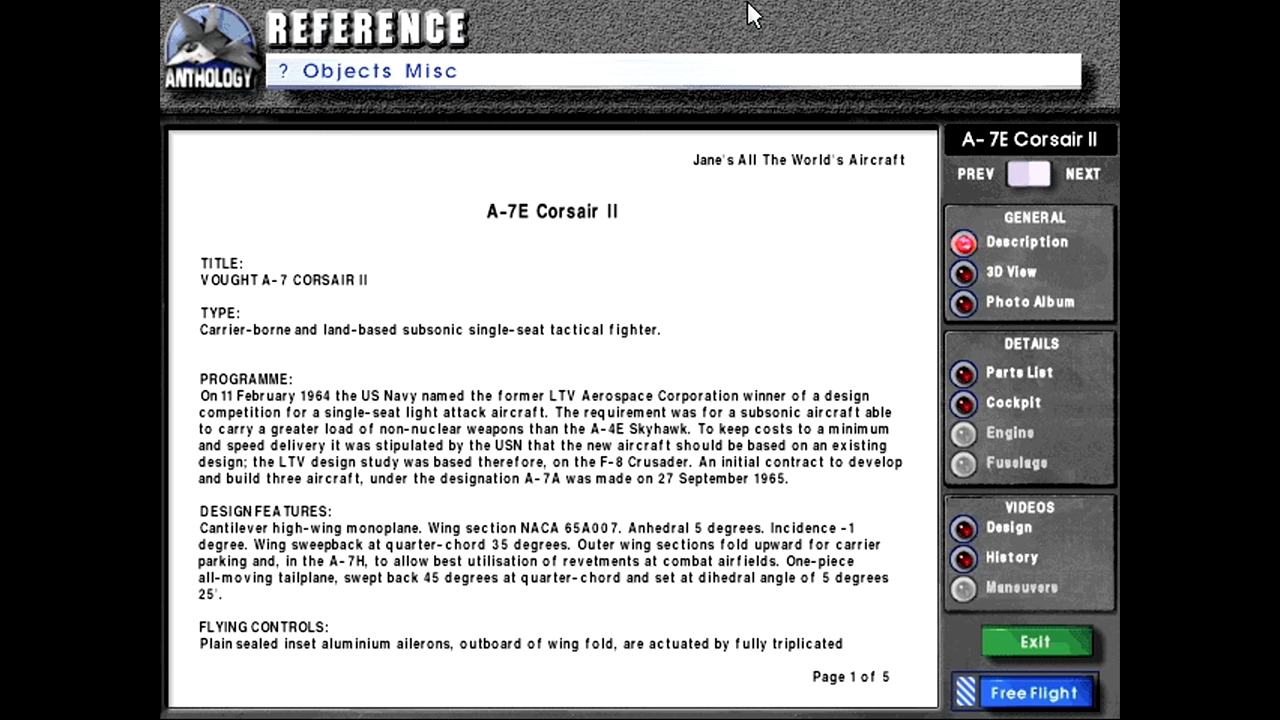 REFERENCE
ANTHOLOGY
? Objects Misc
Jane's All The World's Aircraft
A-7E Corsair II
TITLE:
VOUGHT A-7 CORSAIR II
TYPE:
Carrier-borne and land-based subsonic single-seat tactical fighter.
PROGRAMME:
On 11 February 1964 the US Navy named the former LTV Aerospace Corporation winner of a design
competition for a single-seat light attack aircraft. The requirement was for a subsonic aircraft able
to carry a greater load of non-nuclear weapons than the A-4E Skyhawk. To keep costs to a minimum
and speed delivery it was stipulated by the USN that the new aircraft should be based on an existing
design; the LTV design study was based therefore, on the F-8 Crusader. An initial contract to develop
and build three aircraft, under the designation A-7A was made on 27 September 1965.
DESIGN FEATURES:
Cantilever high-wing monoplane. Wing section NACA 65A007. Anhedral 5 degrees. Incidence -1
degree. Wing sweepback at quarter-chord 35 degrees. Outer wing sections fold upward for carrier
parking and, in the A-7H, to allow best utilisation of revetments at combat airfields. One-piece
all-moving tailplane, swept back 45 degrees at quarter-chord and set at dihedral angle of 5 degrees
25'.
FLYING CONTROLS:
Plain sealed inset aluminium ailerons, outboard of wing fold, are actuated by fully triplicated
Page 1 of 5
A-7E Corsair II
PREV NEXT
GENERAL
Description
3D View
Photo Album
DETAILS
Parts List
Cockpit
Engine
Fuselage
VIDEOS
Design
History
Maneuvers
Exit
Free Flight